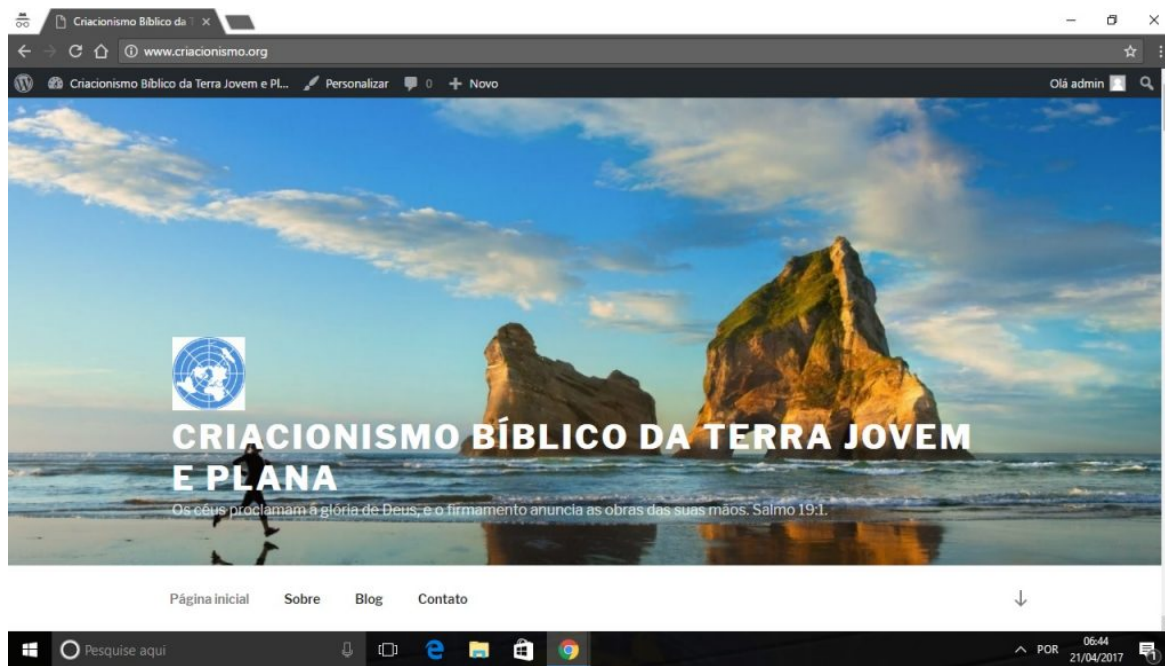 Criacionismo Bíblico da T
www.criacionismo.org
Criacionismo Bíblico da Terra Jovem e Pl... Personalizar 0 Novo Olá admin
CRIACIONISMO BÍBLICO DA TERRA JOVEM
E PLANA
Os céus proclamam a glória de Deus, e o firmamento anuncia as obras das suas mãos. Salmo 19:1.
Página inicial Sobre Blog Contato
Pesquise aqui POR 06:44
21/04/2017 1